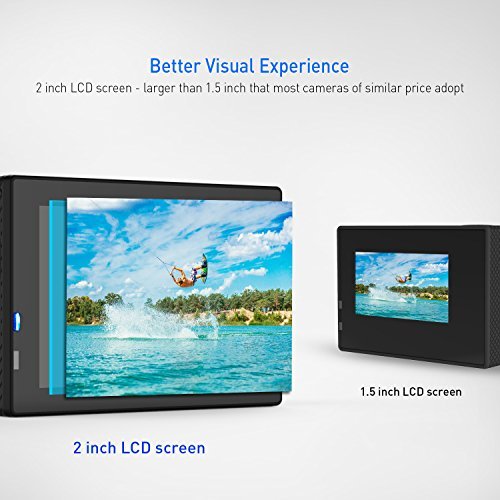 Better Visual Experience
2 inch LCD screen - larger than 1.5 inch that most cameras of similar price adopt
1.5 inch LCD screen
2 inch LCD screen